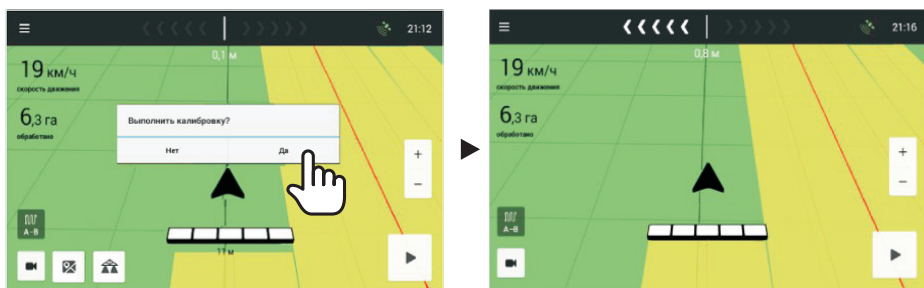 21:12
0,1 м
19 км/ч
скорость движения
6,3 га
обработано
Выполнить калибровку?
Нет
Да
+
−
A–B
11 м
21:16
0,8 м
19 км/ч
скорость движения
6,3 га
обработано
+
−
A–B